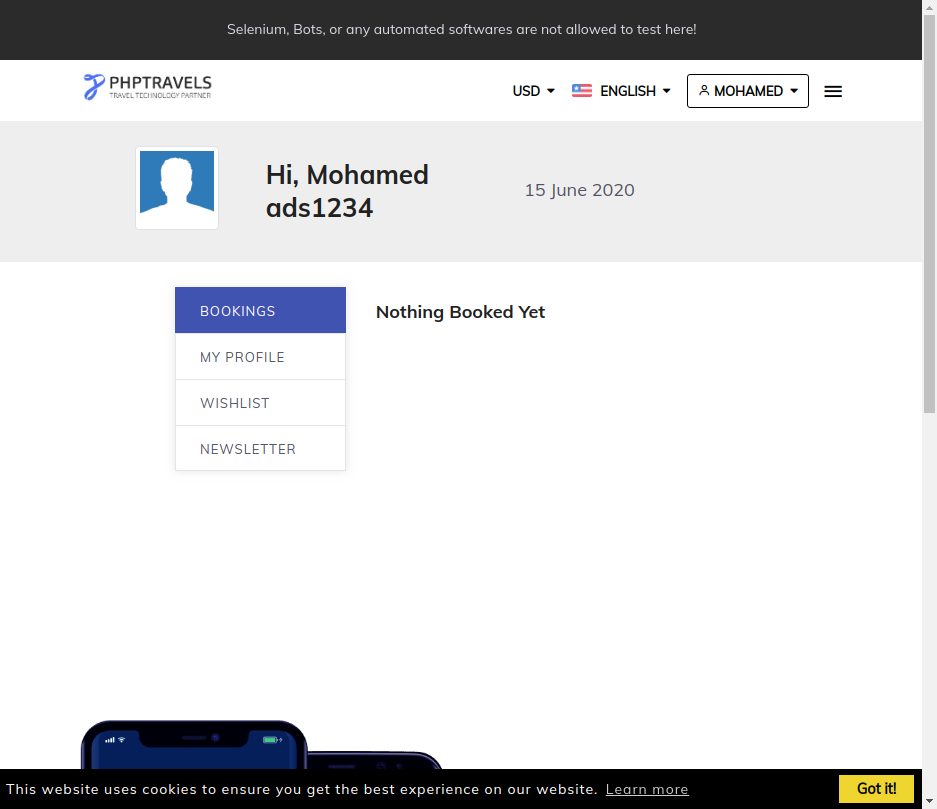 Selenium, Bots, or any automated softwares are not allowed to test here!
PHPTRAVELS
TRAVEL TECHNOLOGY PARTNER
USD
ENGLISH
MOHAMED
Hi, Mohamed
ads1234
15 June 2020
BOOKINGS
Nothing Booked Yet
MY PROFILE
WISHLIST
NEWSLETTER
This website uses cookies to ensure you get the best experience on our website. Learn more
Got it!